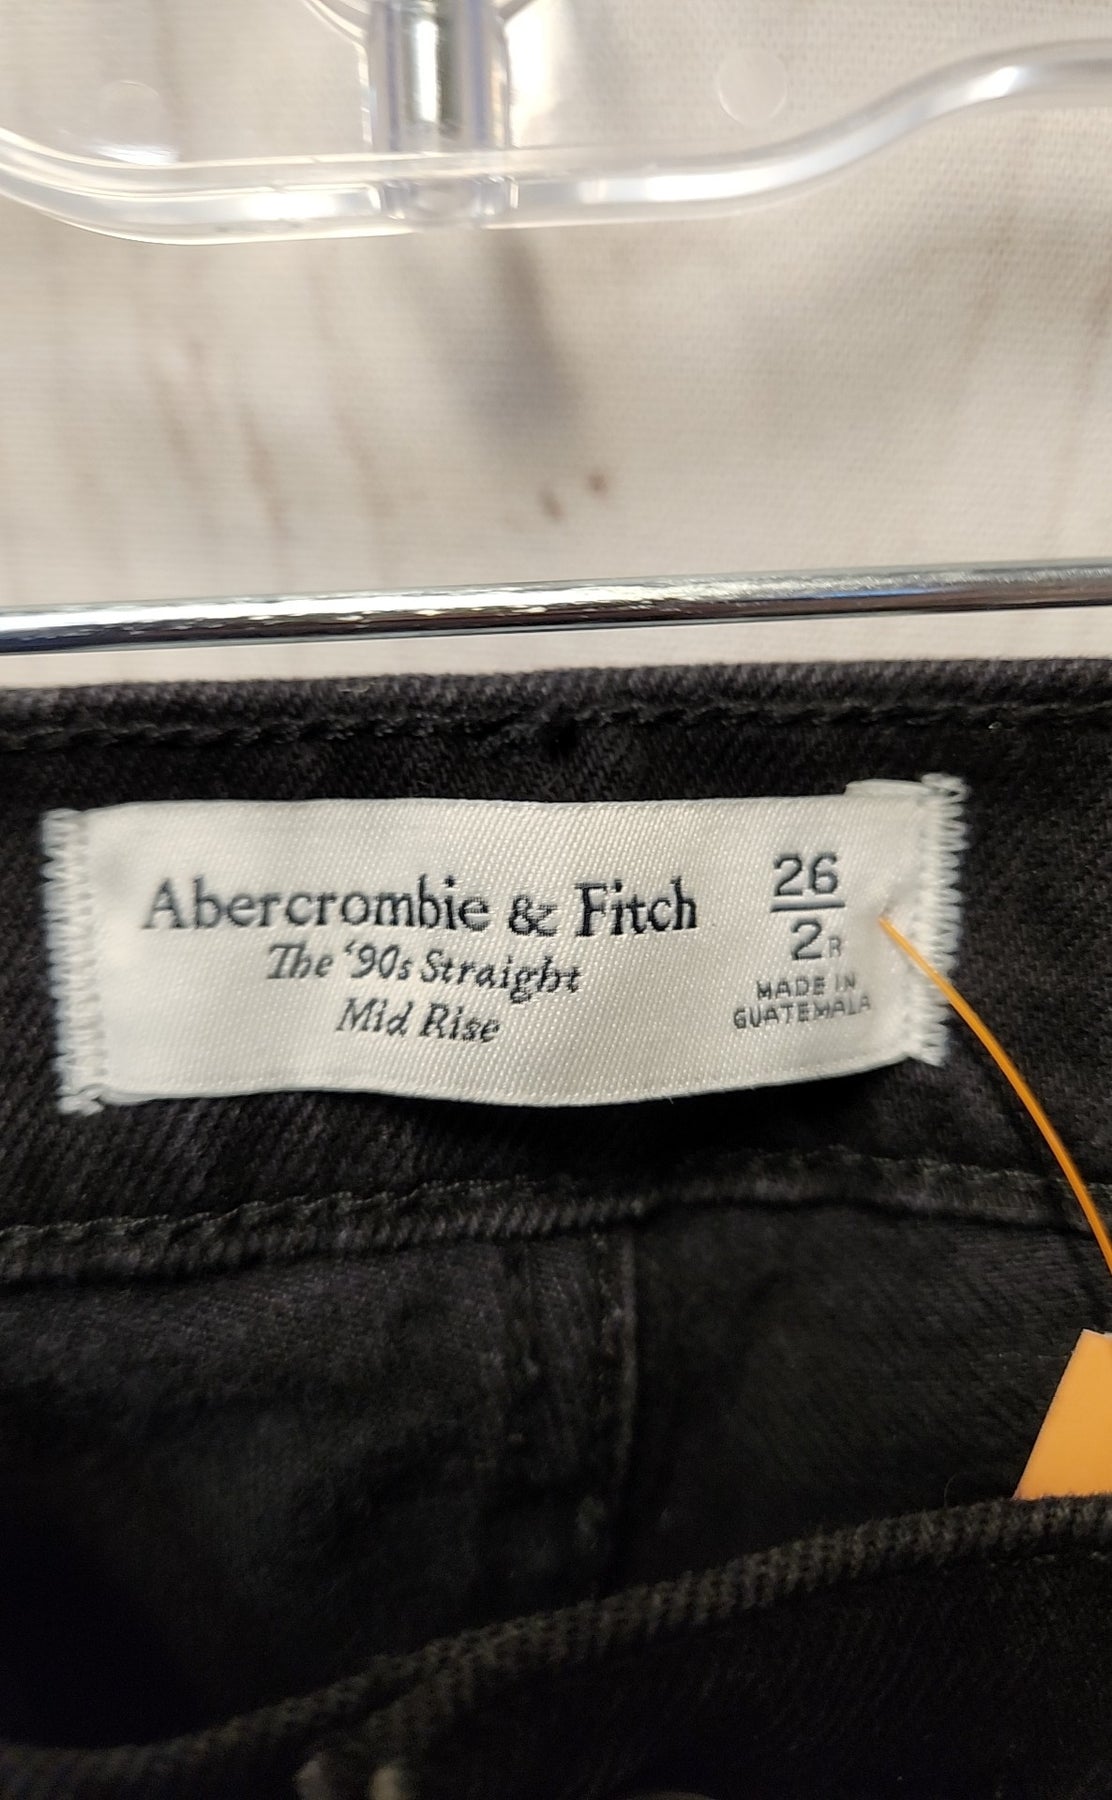 Abercrombie & Fitch
The '90s Straight
Mid Rise
26
2R
MADE IN
GUATEMALA